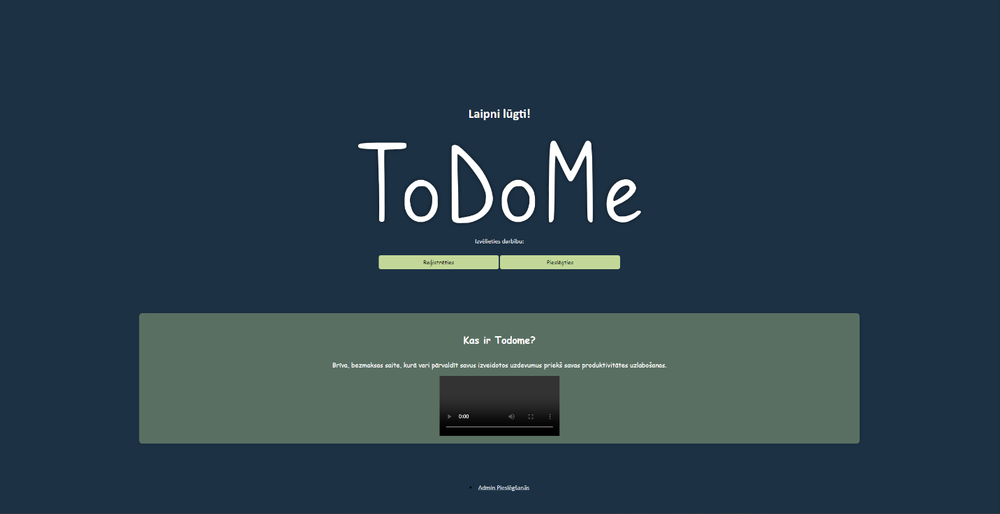 Laipni lūgti!
ToDoMe
Izvēlieties darbību:
Reģistrēties Pieslēgties
Kas ir Todome?
Brīva, bezmaksas saite, kurā vari pārvaldīt savus izveidotos uzdevumus priekš savas produktivitātes uzlabošanas.
0:00
Admin Pieslēgšanās